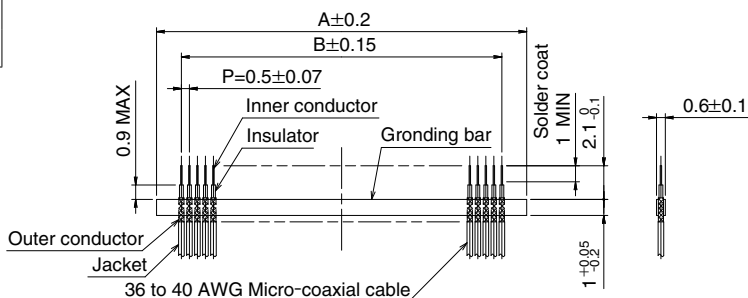 A±0.2
B±0.15
P=0.5±0.07
0.9 MAX
Inner conductor
Insulator
Gronding bar
Solder coat
1 MIN
2.1 0 -0.1
0.6±0.1
Outer conductor
Jacket
36 to 40 AWG Micro-coaxial cable
1 +0.05 -0.2